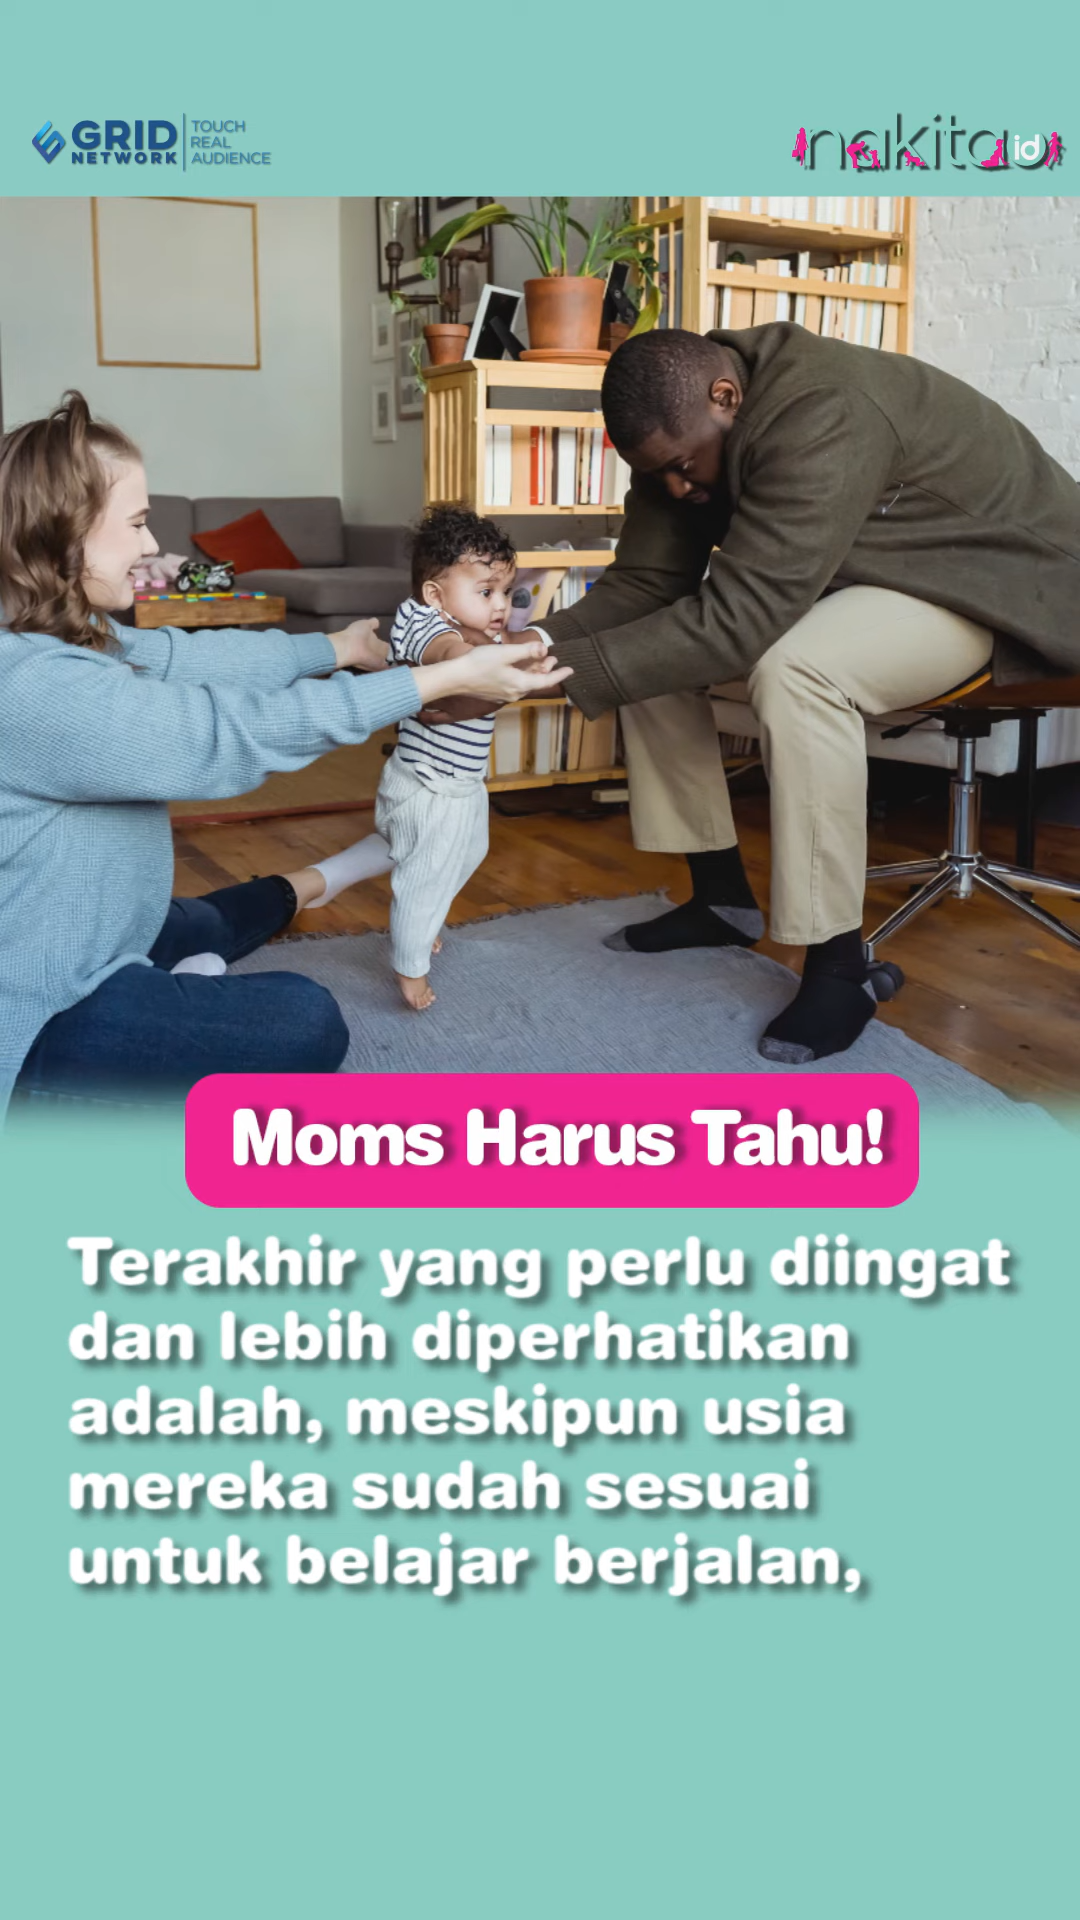 GRID
NETWORK
TOUCH
REAL
AUDIENCE
nakita
id
Moms Harus Tahu!
Terakhir yang perlu diingat
dan lebih diperhatikan
adalah, meskipun usia
mereka sudah sesuai
untuk belajar berjalan,